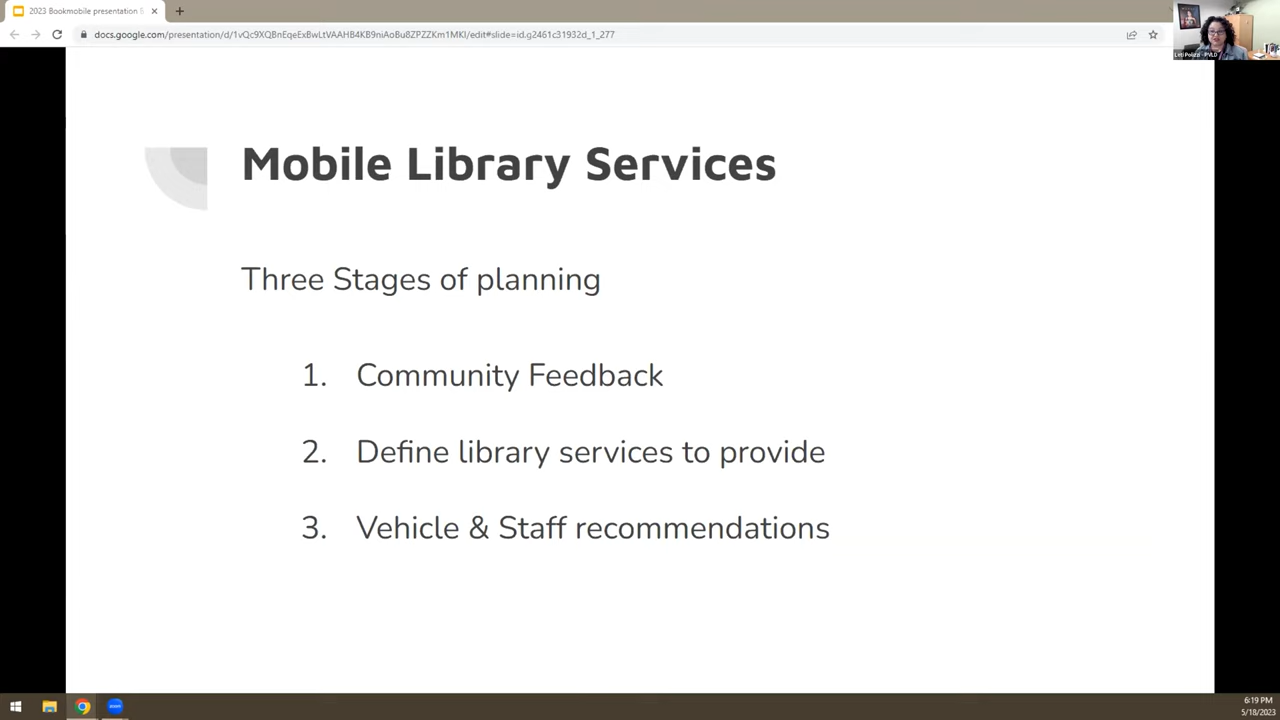 2023 Bookmobile presentation
docs.google.com/presentation/d/1vQc9XQBnEqeExBwLtVAAHB4KB9niAoBu8ZPZZKm1MKI/edit#slide=id.g2461c31932d_1_277
Mobile Library Services
Three Stages of planning
1. Community Feedback
2. Define library services to provide
3. Vehicle & Staff recommendations
zoom
6:19 PM
5/18/2023